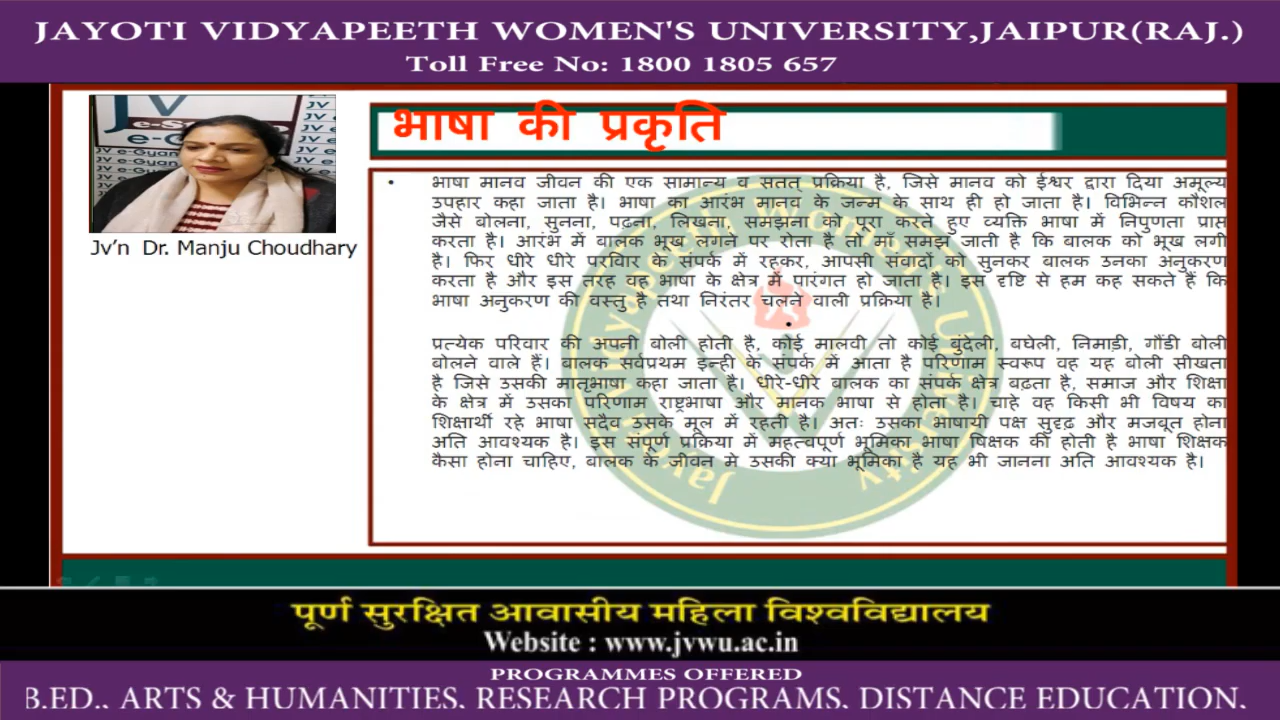 JAYOTI VIDYAPEETH WOMEN'S UNIVERSITY,JAIPUR(RAJ.)
Toll Free No: 1800 1805 657
JV
e-Gyan
Jv’n Dr. Manju Choudhary
भाषा की प्रकृति
• भाषा मानव जीवन की एक सामान्य व सतत् प्रक्रिया है, जिसे मानव को ईश्वर द्वारा दिया अमूल्य
उपहार कहा जाता है। भाषा का आरंभ मानव के जन्म के साथ ही हो जाता है। विभिन्न कौशल
जैसे बोलना, सुनना, पढ़ना, लिखना, समझना को पूरा करते हुए व्यक्ति भाषा में निपुणता प्राप्त
करता है। आरंभ में बालक भूख लगने पर रोता है तो माँ समझ जाती है कि बालक को भूख लगी
है। फिर धीरे धीरे परिवार के संपर्क में रहकर, आपसी संवादों को सुनकर बालक उनका अनुकरण
करता है और इस तरह वह भाषा के क्षेत्र में पारंगत हो जाता है। इस दृष्टि से हम कह सकते हैं कि
भाषा अनुकरण की वस्तु है तथा निरंतर चलने वाली प्रक्रिया है।
•
प्रत्येक परिवार की अपनी बोली होती है, कोई मालवी तो कोई बुंदेली, बघेली, निमाड़ी, गौंडी बोली
बोलने वाले हैं। बालक सर्वप्रथम इन्ही के संपर्क में आता है परिणाम स्वरूप वह यह बोली सीखता
है जिसे उसकी मातृभाषा कहा जाता है। धीरे-धीरे बालक का संपर्क क्षेत्र बढ़ता है, समाज और शिक्षा
के क्षेत्र में उसका परिणाम राष्ट्रभाषा और मानक भाषा से होता है। चाहे वह किसी भी विषय का
शिक्षार्थी रहे भाषा सदैव उसके मूल में रहती है। अतः उसका भाषायी पक्ष सुदृढ़ और मजबूत होना
अति आवश्यक है। इस संपूर्ण प्रक्रिया में महत्वपूर्ण भूमिका भाषा षिक्षक की होती है भाषा शिक्षक
कैसा होना चाहिए, बालक के जीवन मे उसकी क्या भूमिका है यह भी जानना अति आवश्यक है।
पूर्ण सुरक्षित आवासीय महिला विश्वविद्यालय
Website : www.jvwu.ac.in
PROGRAMMES OFFERED
B.ED., ARTS & HUMANITIES, RESEARCH PROGRAMS, DISTANCE EDUCATION,